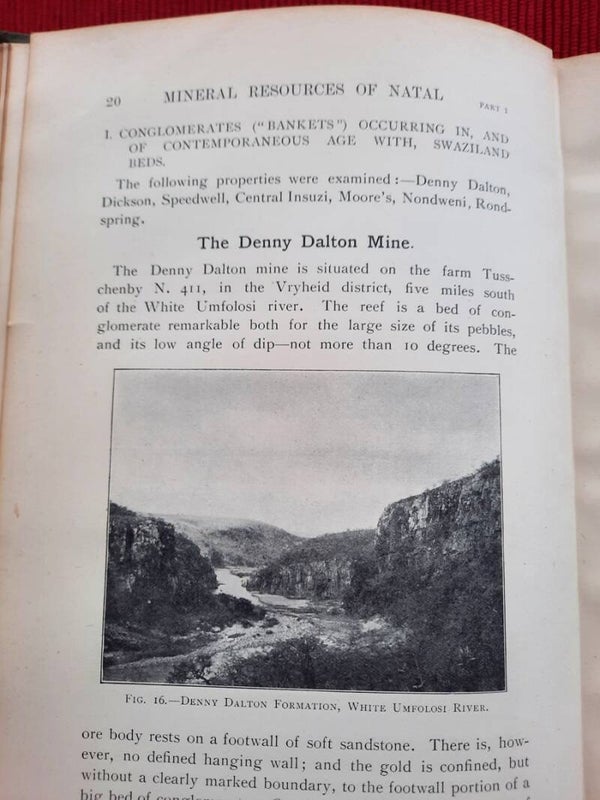 20 MINERAL RESOURCES OF NATAL PART 1
I. CONGLOMERATES ("BANKETS") OCCURRING IN, AND
OF CONTEMPORANEOUS AGE WITH, SWAZILAND
BEDS.
The following properties were examined:—Denny Dalton,
Dickson, Speedwell, Central Insuzi, Moore's, Nondweni, Rond-
spring.
The Denny Dalton Mine.
The Denny Dalton mine is situated on the farm Tuss-
chenby N. 411, in the Vryheid district, five miles south
of the White Umfolosi river. The reef is a bed of con-
glomerate remarkable both for the large size of its pebbles,
and its low angle of dip—not more than 10 degrees. The
FIG. 16.—DENNY DALTON FORMATION, WHITE UMFOLOSI RIVER.
ore body rests on a footwall of soft sandstone. There is, how-
ever, no defined hanging wall; and the gold is confined, but
without a clearly marked boundary, to the footwall portion of a
big bed of